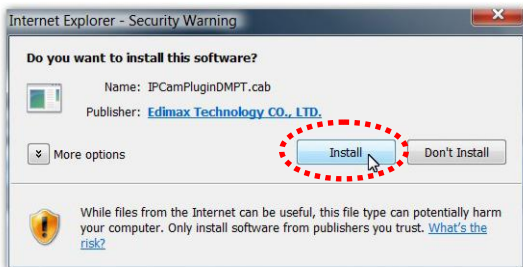 Internet Explorer - Security Warning
Do you want to install this software?
Name: IPCamPluginDMPT.cab
Publisher: Edimax Technology CO., LTD.
More options
Install
Don't Install
While files from the Internet can be useful, this file type can potentially harm
your computer. Only install software from publishers you trust. What's the
risk?